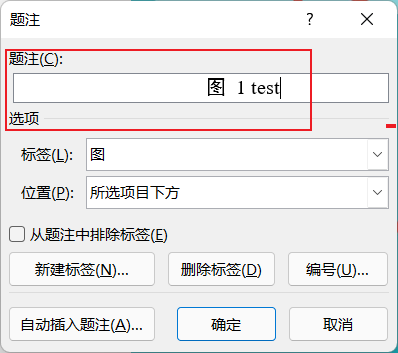 题注 ?
题注(C):
图 1 test
选项
标签(L): 图
位置(P): 所选项目下方
从题注中排除标签(E)
新建标签(N)... 删除标签(D) 编号(U)...
自动插入题注(A)... 确定 取消